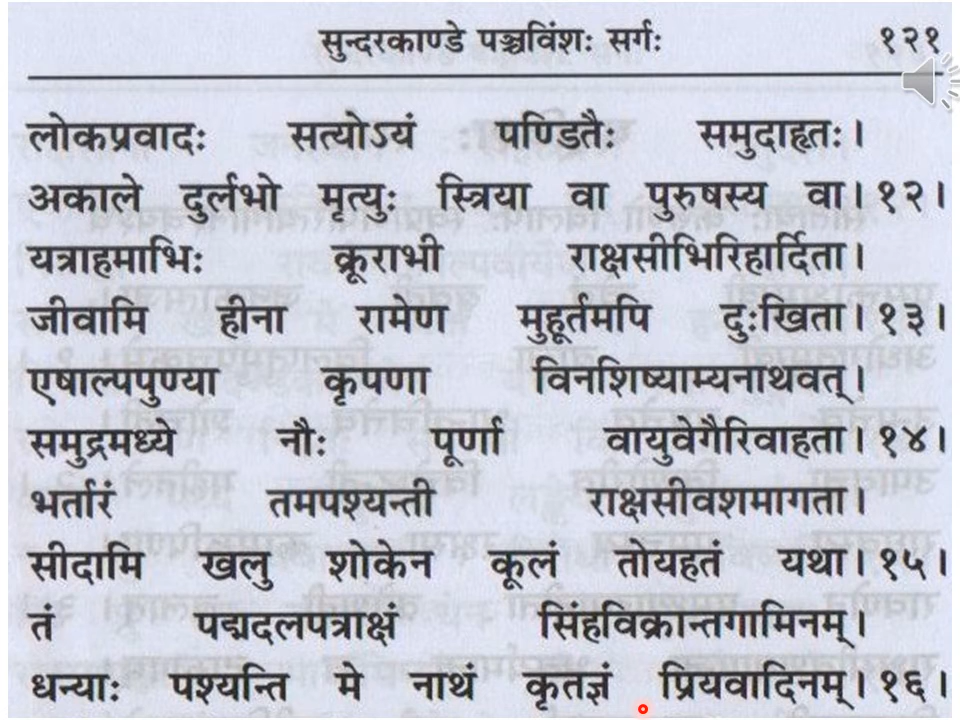 सुन्दरकाण्डे पञ्चविंशः सर्गः १२१
लोकप्रवादः सत्योऽयं पण्डितैः समुदाहृतः।
अकाले दुर्लभो मृत्युः स्त्रिया वा पुरुषस्य वा।१२।
यत्राहमाभिः क्रूराभी राक्षसीभिरिहार्दिता।
जीवामि हीना रामेण मुहूर्तमपि दुःखिता।१३।
एषाल्पपुण्या कृपणा विनशिष्याम्यनाथवत्।
समुद्रमध्ये नौः पूर्णा वायुवेगैरिवाहता।१४।
भर्तारं तमपश्यन्ती राक्षसीवशमागता।
सीदामि खलु शोकेन कूलं तोयहतं यथा।१५।
तं पद्मदलपत्राक्षं सिंहविक्रान्तगामिनम्।
धन्याः पश्यन्ति मे नाथं कृतज्ञं प्रियवादिनम्।१६।